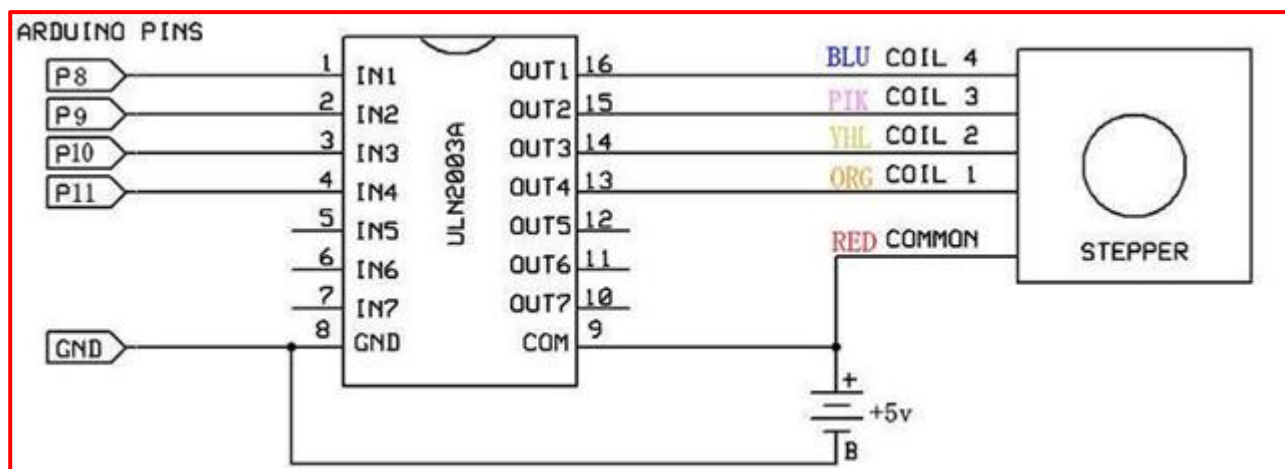 ARDUINO PINS
P8 1 IN1 OUT1 16 BLU COIL 4
P9 2 IN2 OUT2 15 PIK COIL 3
P10 3 IN3 OUT3 14 YHL COIL 2
P11 4 IN4 OUT4 13 ORG COIL 1
5 IN5 OUT5 12 RED COMMON
6 IN6 OUT6 11 STEPPER
7 IN7 OUT7 10
GND 8 GND COM 9
ULN2003A
+
+5v
B